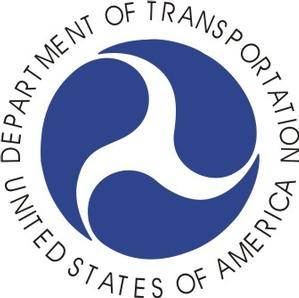 DEPARTMENT OF TRANSPORTATION
UNITED STATES OF AMERICA